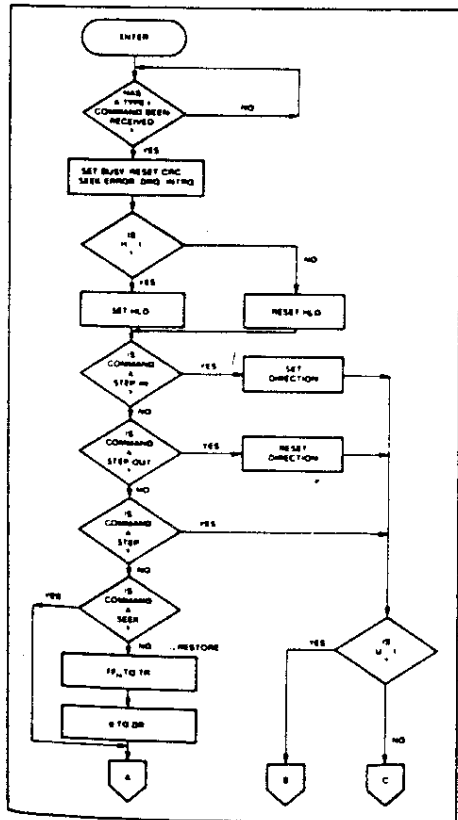 ENTER
HAS
A TYPE I
COMMAND BEEN
RECEIVED
?
NO
YES
SET BUSY, RESET CRC,
SEEK ERROR, DRQ, INTRQ
IS
?
NO
YES
SET HLD
RESET HLD
IS
COMMAND
A
STEP IN
?
YES
SET
DIRECTION
NO
IS
COMMAND
A
STEP OUT
?
YES
RESET
DIRECTION
NO
IS
COMMAND
A
STEP
?
YES
NO
IS
COMMAND
A
SEEK
?
YES
NO
RESTORE
FFH TO TR
0 TO DR
IS
?
YES
NO
A
B
C